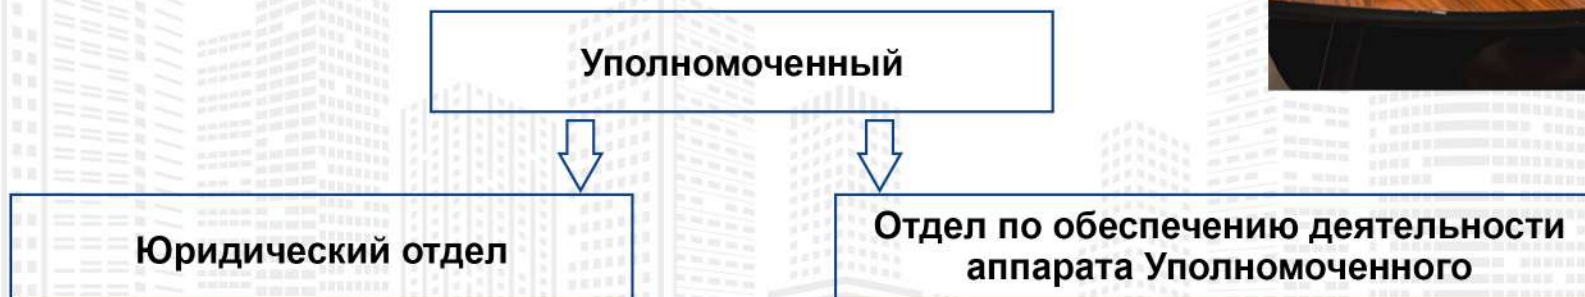 Уполномоченный
Юридический отдел
Отдел по обеспечению деятельности
аппарата Уполномоченного